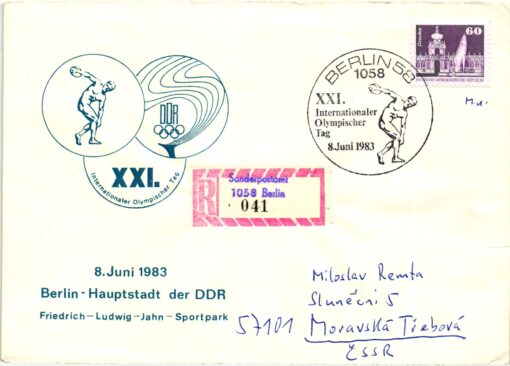 DDR
XXI.
Internationaler Olympischer Tag
8. Juni 1983
Berlin - Hauptstadt der DDR
Friedrich – Ludwig – Jahn – Sportpark
BERLIN 58
1058
XXI.
Internationaler
Olympischer
Tag
8. Juni 1983
Dresden
60
DEUTSCHE DEMOKRATISCHE REPUBLIK
R
Sonderpostamt
1058 Berlin
041
Miloslav Remta
Slunečni 5
57101 Moravská Třebová
ČSSR